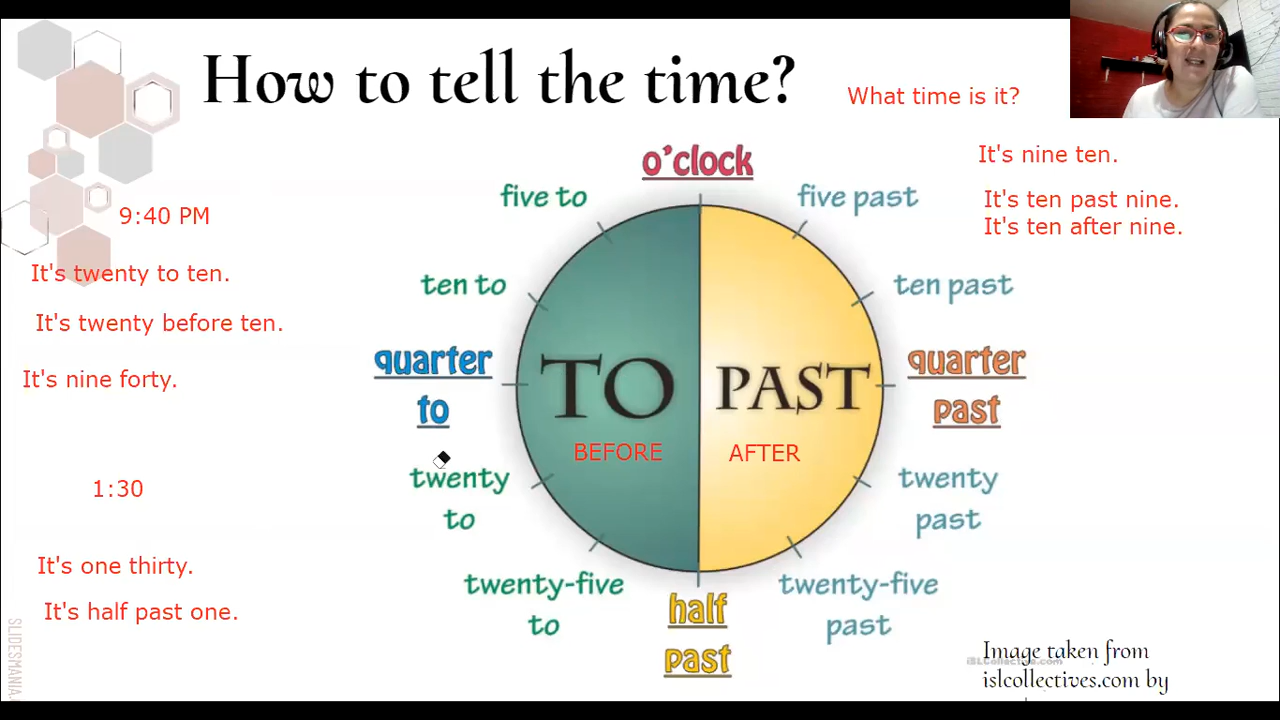 How to tell the time?
What time is it?
It's nine ten.
It's ten past nine.
It's ten after nine.
9:40 PM
It's twenty to ten.
It's twenty before ten.
It's nine forty.
1:30
It's one thirty.
It's half past one.
o'clock
five past
ten past
quarter
past
twenty
past
twenty-five
past
half
past
twenty-five
to
twenty
to
quarter
to
ten to
five to
TO
PAST
BEFORE
AFTER
Image taken from
iSLCollective.com
islcollectives.com by
SLIDESMANIA.